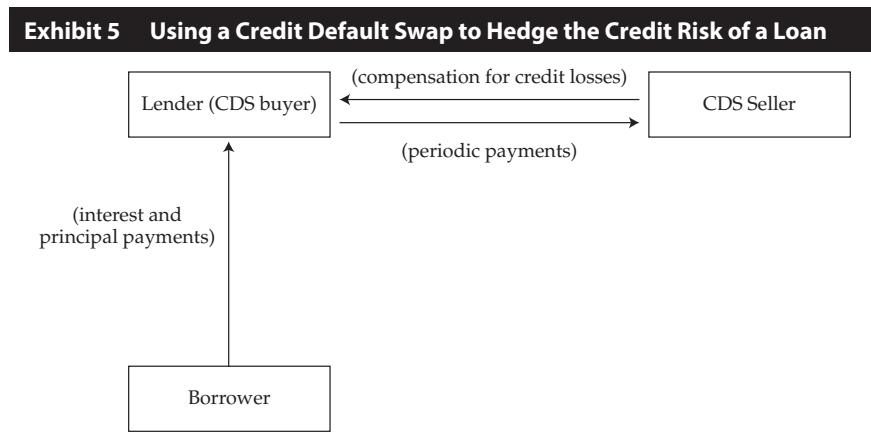 Exhibit 5 Using a Credit Default Swap to Hedge the Credit Risk of a Loan
(compensation for credit losses)
Lender (CDS buyer)
CDS Seller
(periodic payments)
(interest and
principal payments)
Borrower